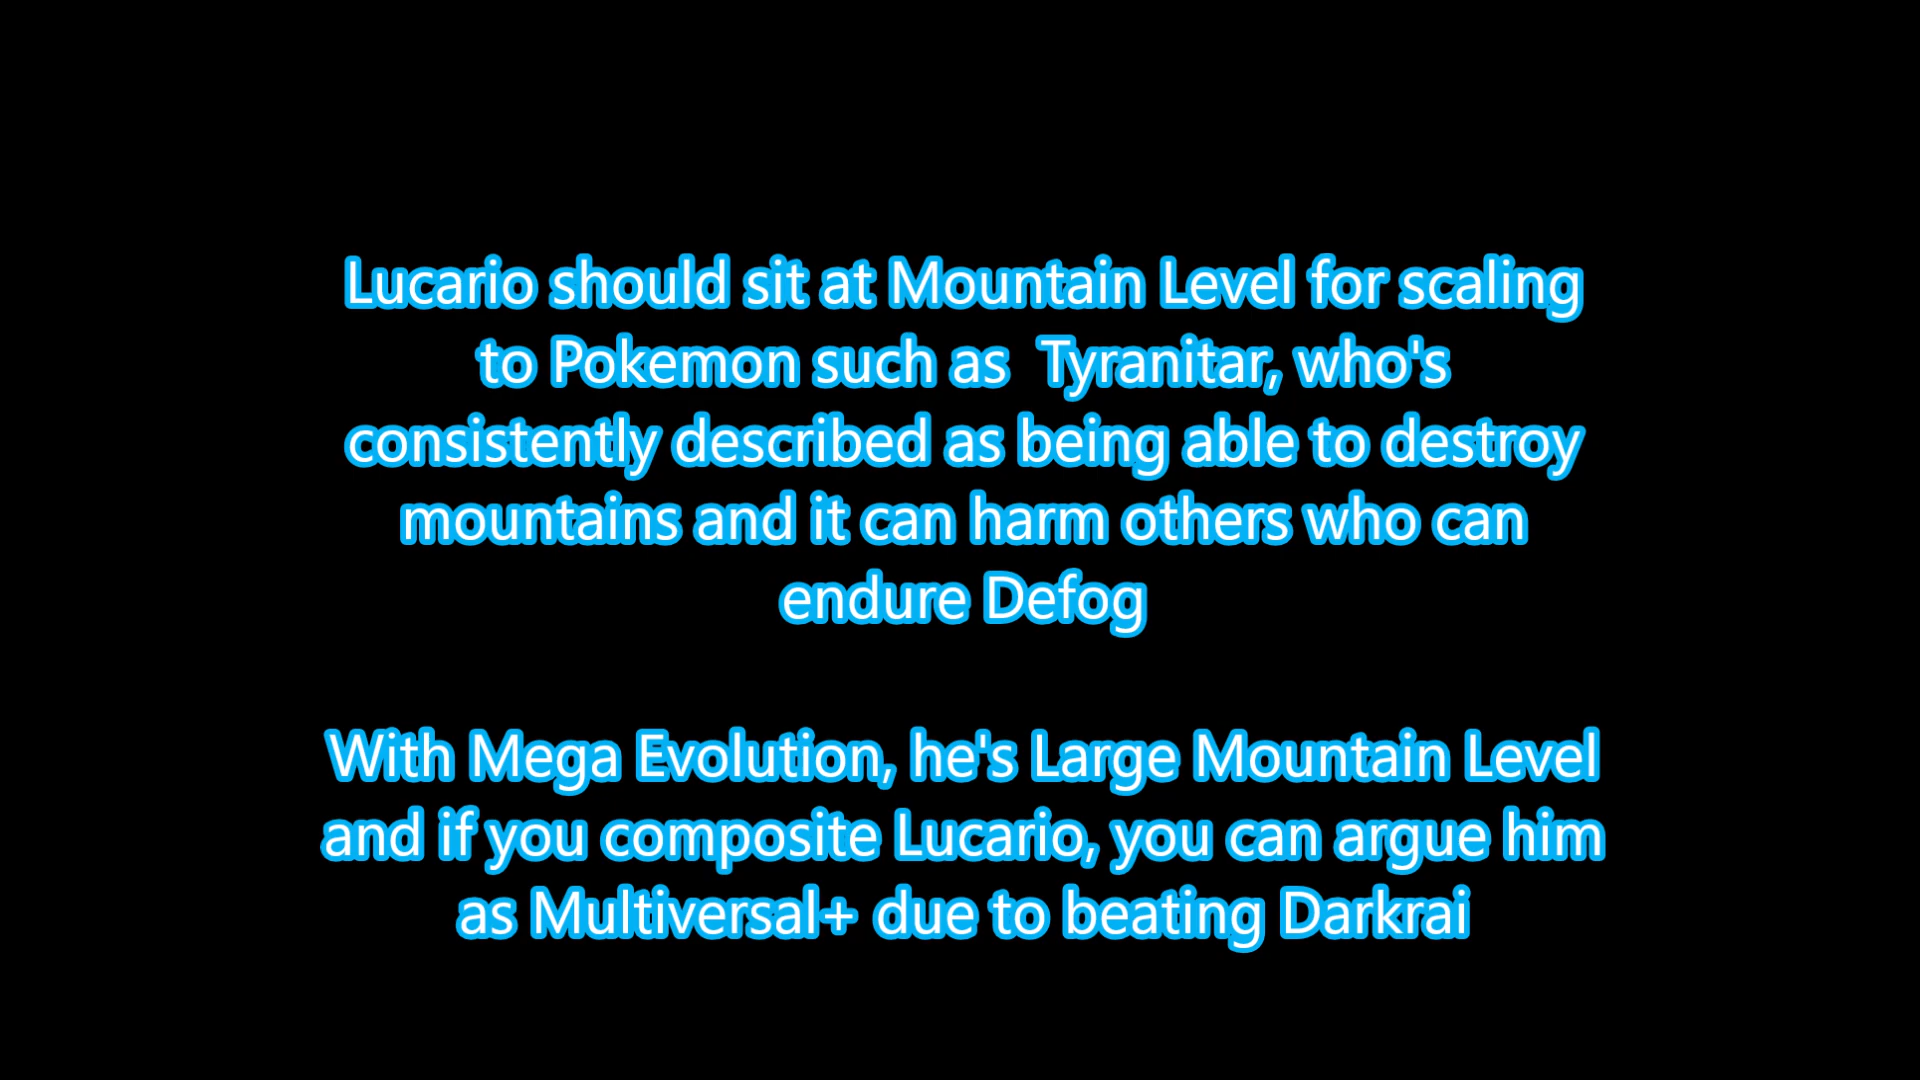 Lucario should sit at Mountain Level for scaling
to Pokemon such as  Tyranitar, who's
consistently described as being able to destroy
mountains and it can harm others who can
endure Defog
With Mega Evolution, he's Large Mountain Level
and if you composite Lucario, you can argue him
as Multiversal+ due to beating Darkrai